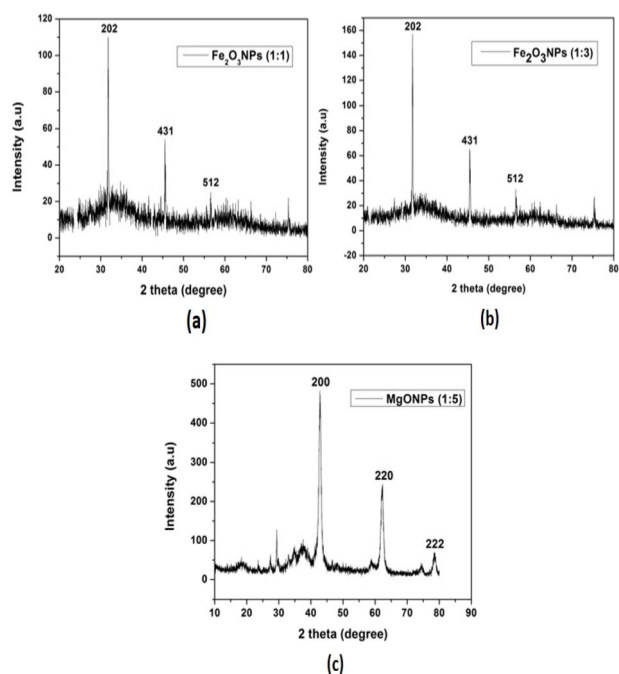 120
100
80
60
40
20
0
Intensity (a.u)
202
431
512
Fe₂O₃NPs (1:1)
20 30 40 50 60 70 80
2 theta (degree)
(a)
160
140
120
100
80
60
40
20
0
-20
Intensity (a.u)
202
431
512
Fe₂O₃NPs (1:3)
20 30 40 50 60 70 80
2 theta (degree)
(b)
500
400
300
200
100
0
Intensity (a.u)
200
220
222
MgONPs (1:5)
10 20 30 40 50 60 70 80 90
2 theta (degree)
(c)